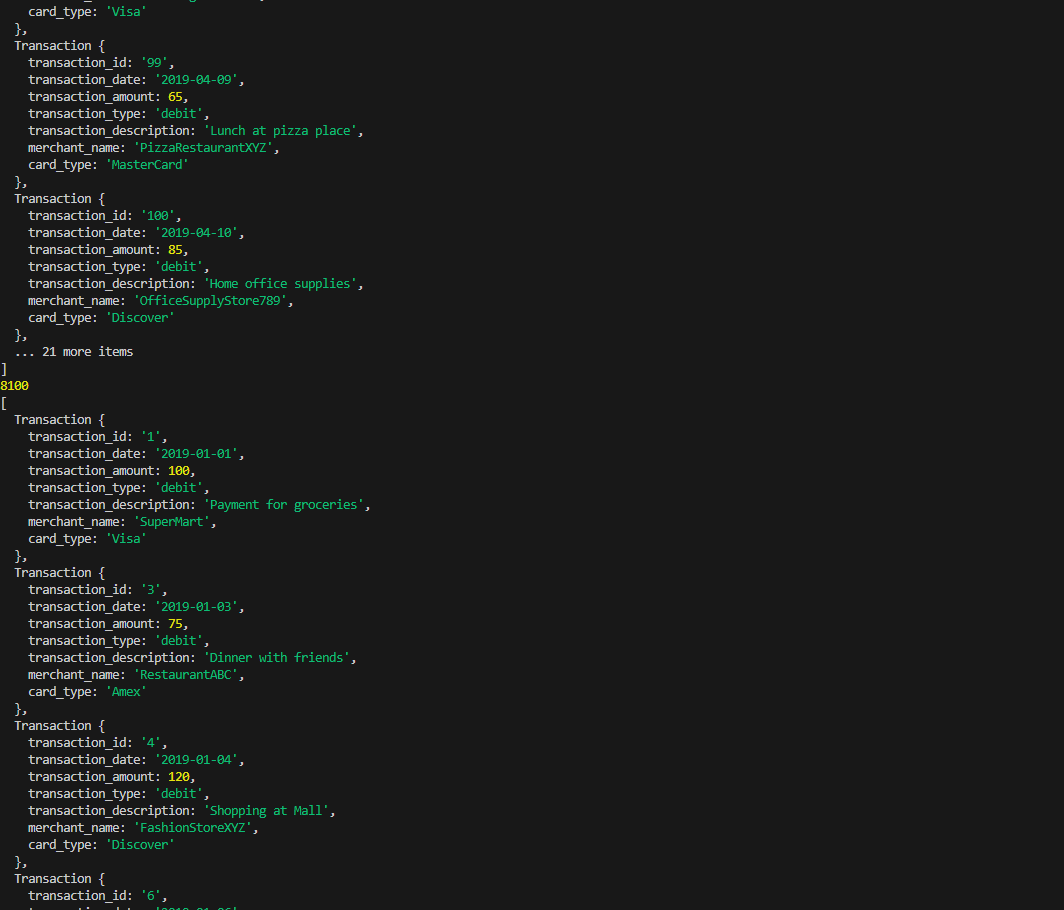 card_type: 'Visa'
  },
  Transaction {
    transaction_id: '99',
    transaction_date: '2019-04-09',
    transaction_amount: 65,
    transaction_type: 'debit',
    transaction_description: 'Lunch at pizza place',
    merchant_name: 'PizzaRestaurantXYZ',
    card_type: 'MasterCard'
  },
  Transaction {
    transaction_id: '100',
    transaction_date: '2019-04-10',
    transaction_amount: 85,
    transaction_type: 'debit',
    transaction_description: 'Home office supplies',
    merchant_name: 'OfficeSupplyStore789',
    card_type: 'Discover'
  },
  ... 21 more items
]
8100
[
  Transaction {
    transaction_id: '1',
    transaction_date: '2019-01-01',
    transaction_amount: 100,
    transaction_type: 'debit',
    transaction_description: 'Payment for groceries',
    merchant_name: 'SuperMart',
    card_type: 'Visa'
  },
  Transaction {
    transaction_id: '3',
    transaction_date: '2019-01-03',
    transaction_amount: 75,
    transaction_type: 'debit',
    transaction_description: 'Dinner with friends',
    merchant_name: 'RestaurantABC',
    card_type: 'Amex'
  },
  Transaction {
    transaction_id: '4',
    transaction_date: '2019-01-04',
    transaction_amount: 120,
    transaction_type: 'debit',
    transaction_description: 'Shopping at Mall',
    merchant_name: 'FashionStoreXYZ',
    card_type: 'Discover'
  },
  Transaction {
    transaction_id: '6',